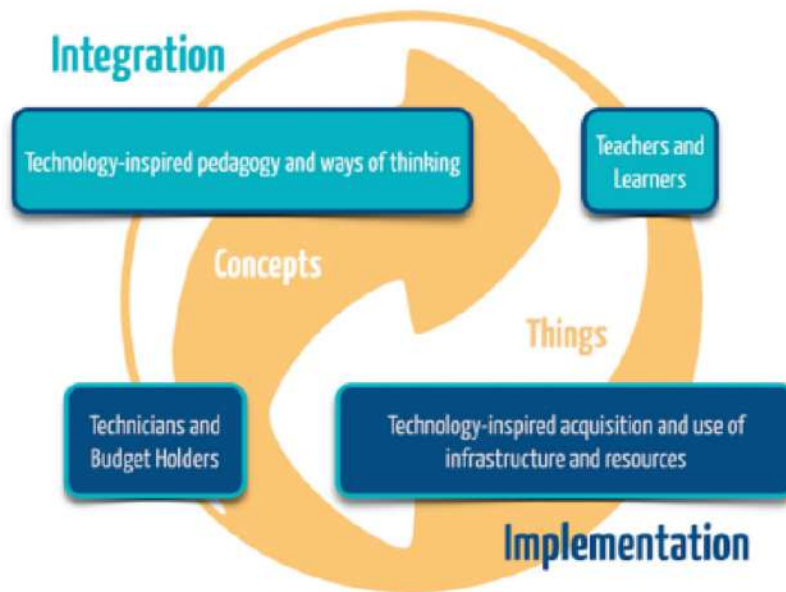 Integration
Technology-inspired pedagogy and ways of thinking
Teachers and
Learners
Concepts
Things
Technicians and
Budget Holders
Technology-inspired acquisition and use of
infrastructure and resources
Implementation